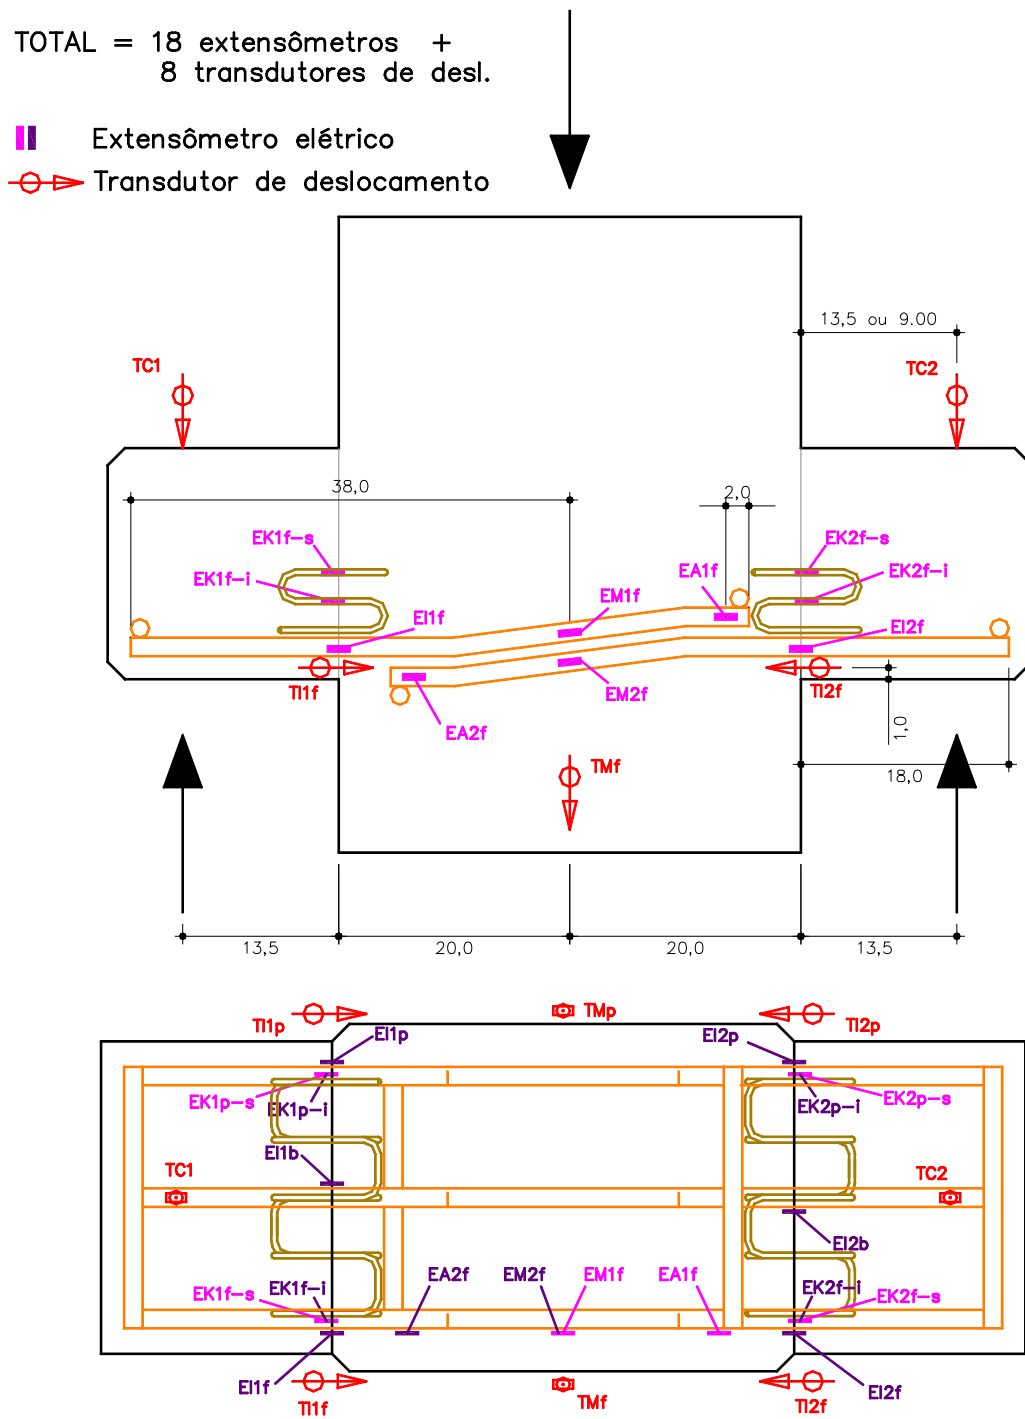 TOTAL = 18 extensômetros +
8 transdutores de desl.
Extensômetro elétrico
Transdutor de deslocamento
13,5 ou 9.00
TC1
TC2
38,0
2,0
EK1f-s
EK2f-s
EK1f-i
EK2f-i
EA1f
EM1f
EI1f
EI2f
TI1f
EM2f
TI2f
EA2f
1,0
TMf
18,0
13,5
20,0
20,0
13,5
TI1p
TMp
TI2p
EI1p
EI2p
EK1p-s
EK1p-i
EK2p-i
EK2p-s
EI1b
TC1
TC2
EI2b
EK1f-s
EK1f-i
EA2f
EM2f
EM1f
EA1f
EK2f-i
EK2f-s
EI1f
EI2f
TI1f
TMf
TI2f